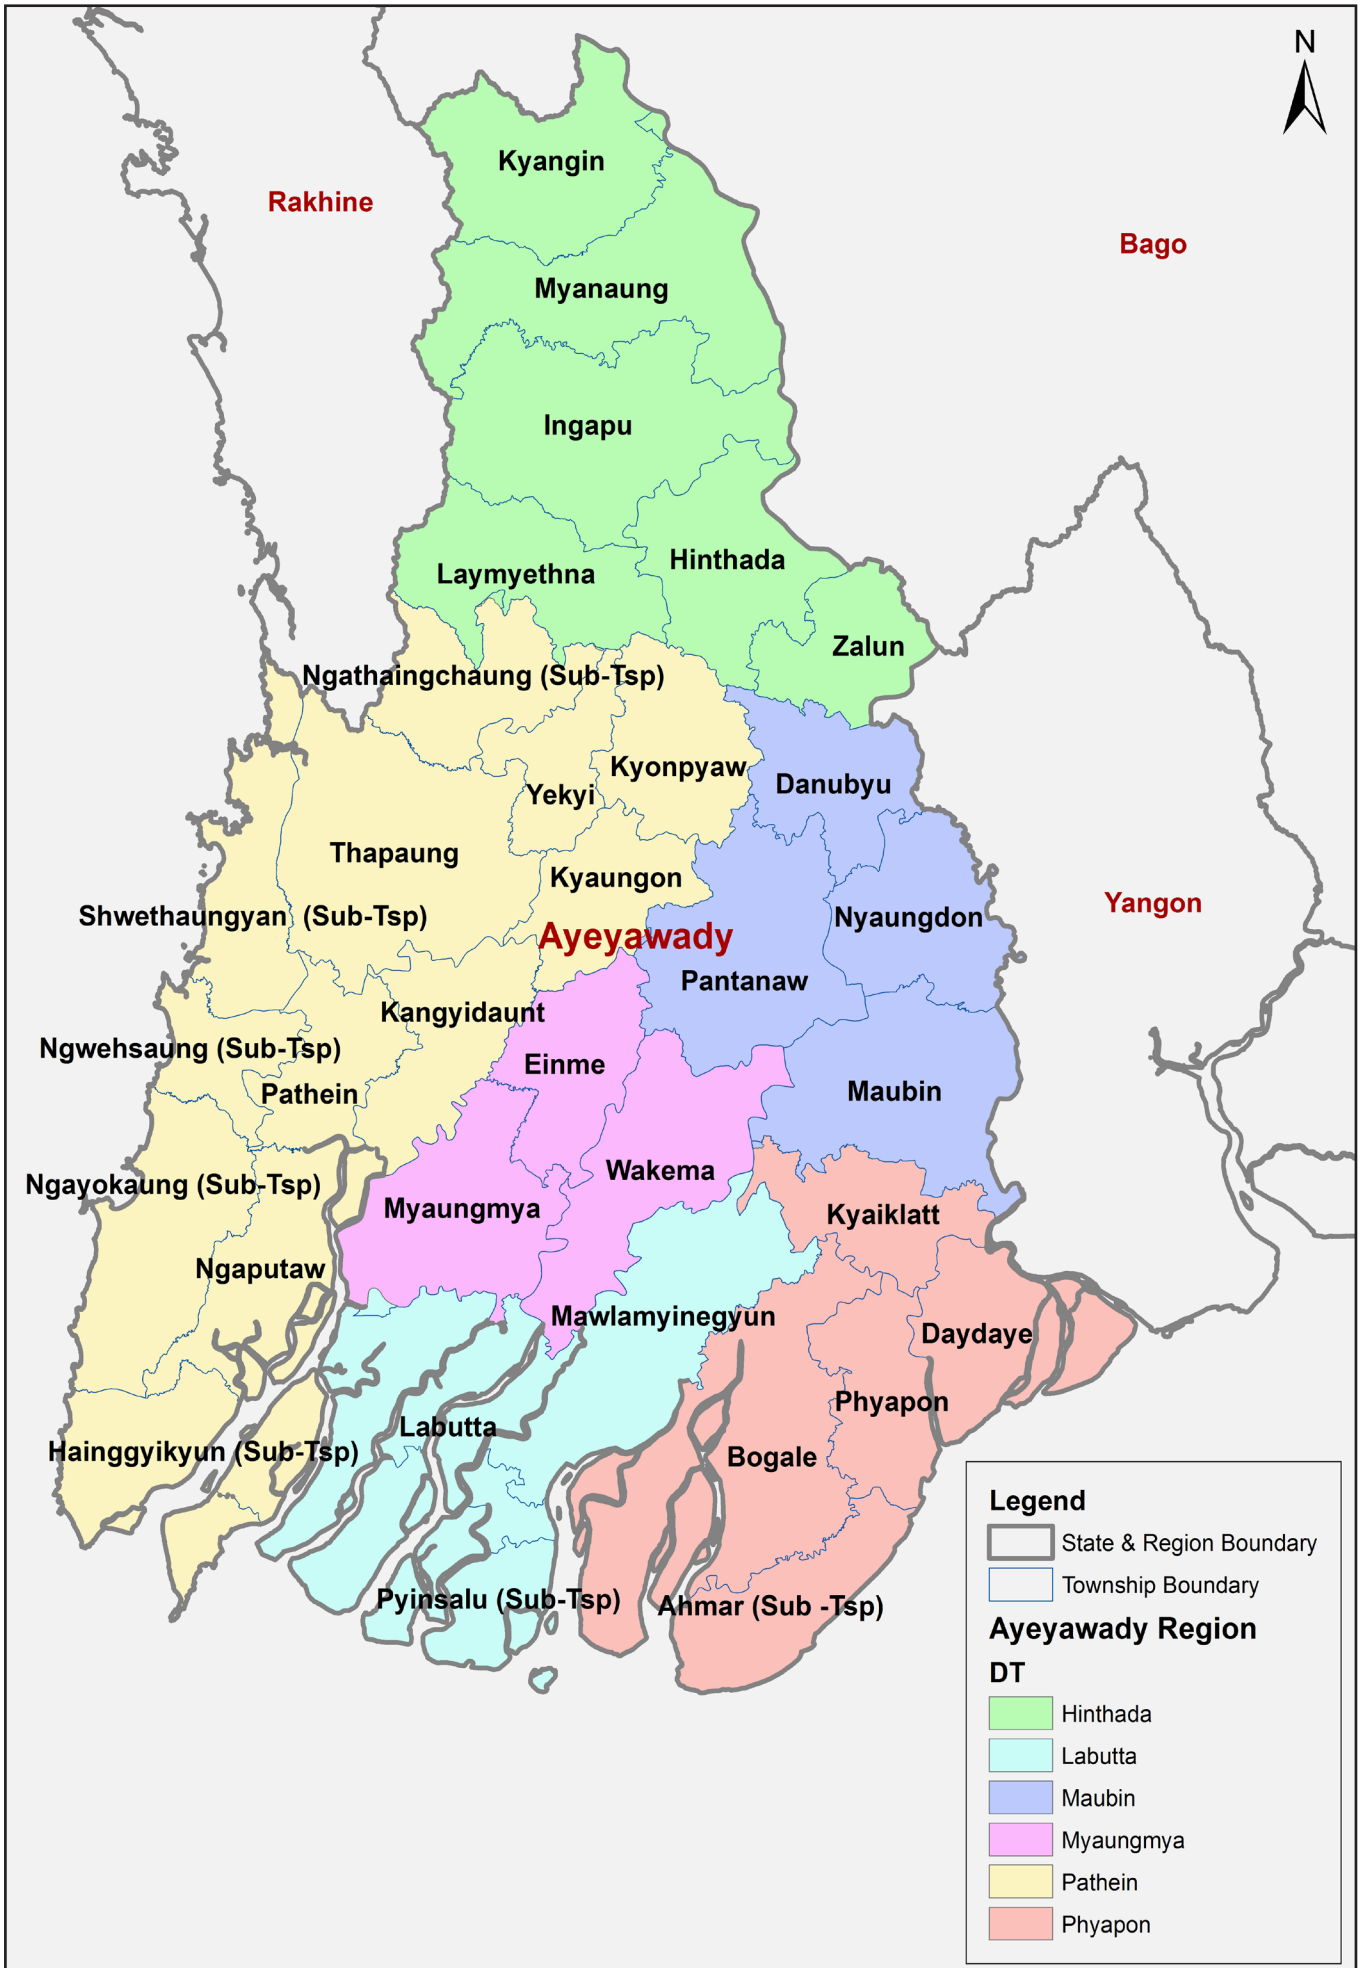 N
Kyangin
Rakhine
Bago
Myanaung
Ingapu
Hinthada
Laymyethna
Zalun
Ngathaingchaung (Sub-Tsp)
Kyonpyaw
Danubyu
Yekyi
Thapaung
Kyaungon
Yangon
Shwethaungyan (Sub-Tsp)
Nyaungdon
Ayeyawady
Pantanaw
Kangyidaunt
Ngwehsaung (Sub-Tsp)
Einme
Pathein
Maubin
Wakema
Ngayokaung (Sub-Tsp)
Myaungmya
Kyaiklatt
Ngaputaw
Mawlamyinegyun
Daydaye
Phyapon
Labutta
Hainggyikyun (Sub-Tsp)
Bogale
Pyinsalu (Sub-Tsp)
Ahmar (Sub -Tsp)
Legend
State & Region Boundary
Township Boundary
Ayeyawady Region
DT
Hinthada
Labutta
Maubin
Myaungmya
Pathein
Phyapon